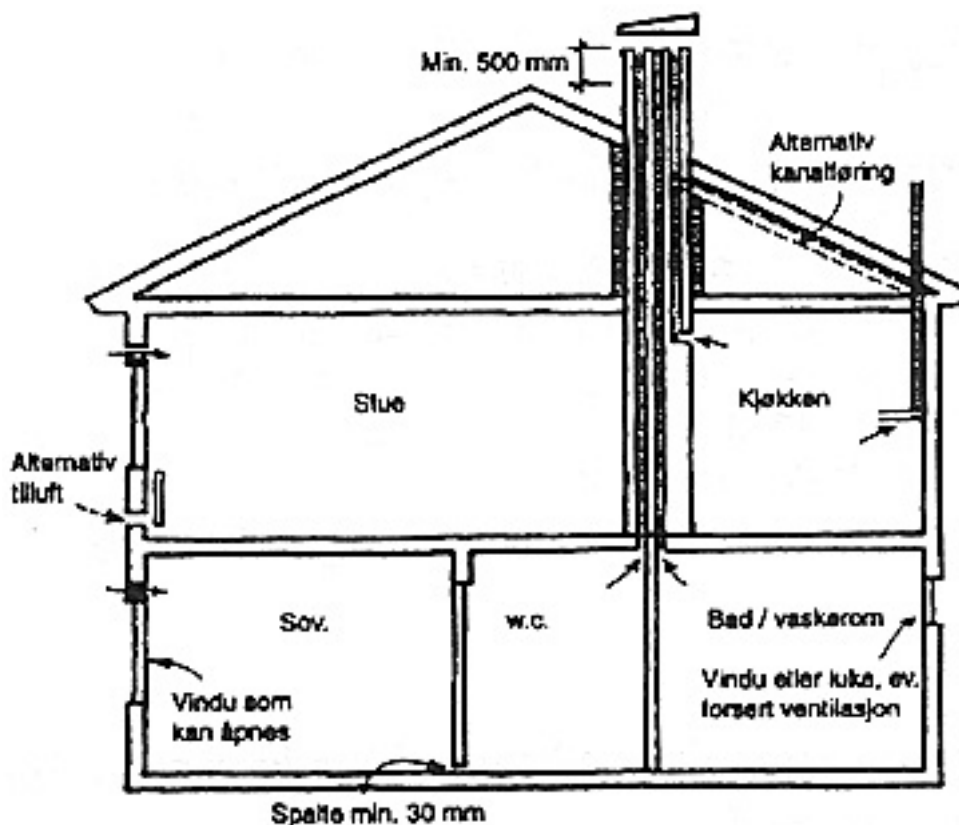 Min. 500 mm
Alternativ
kanalføring
Stue
Kjøkken
Alternativ
tilluft
Sov.
w.c.
Bad / vaskerom
Vindu som
kan åpnes
Vindu eller luke, ev.
forsert ventilasjon
Spalte min. 30 mm